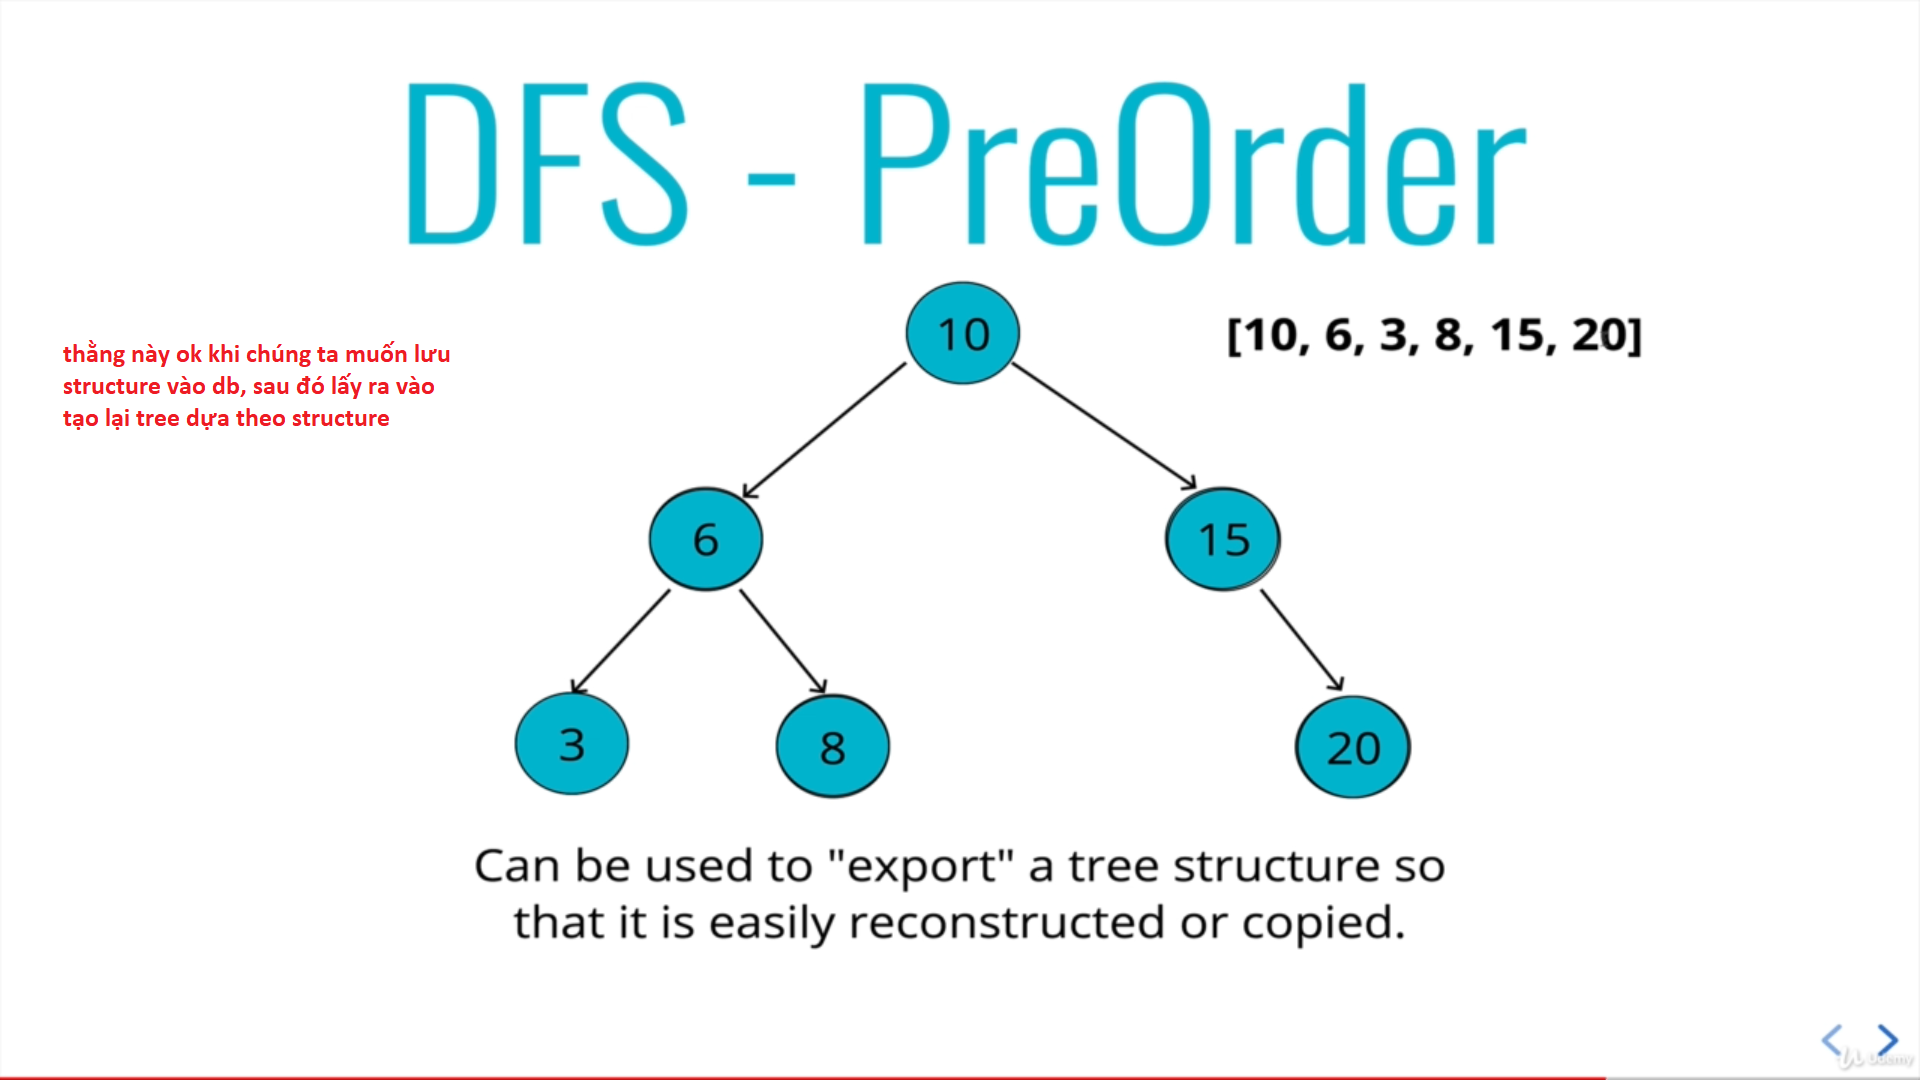 DFS - PreOrder
10
[10, 6, 3, 8, 15, 20]
thằng này ok khi chúng ta muốn lưu
structure vào db, sau đó lấy ra vào
tạo lại tree dựa theo structure
6
15
3
8
20
Can be used to "export" a tree structure so
that it is easily reconstructed or copied.
Udemy